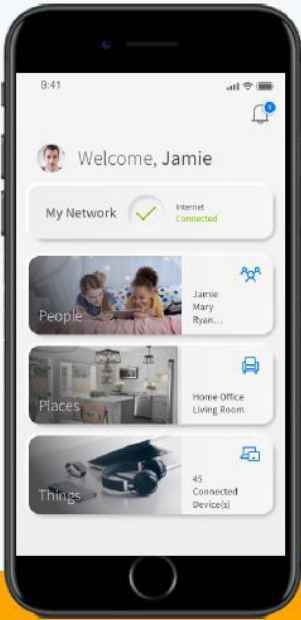 9:41
Welcome, Jamie
My Network
Internet
Connected
People
Jamie
Mary
Ryan...
Places
Home Office
Living Room
Things
45
Connected
Device(s)